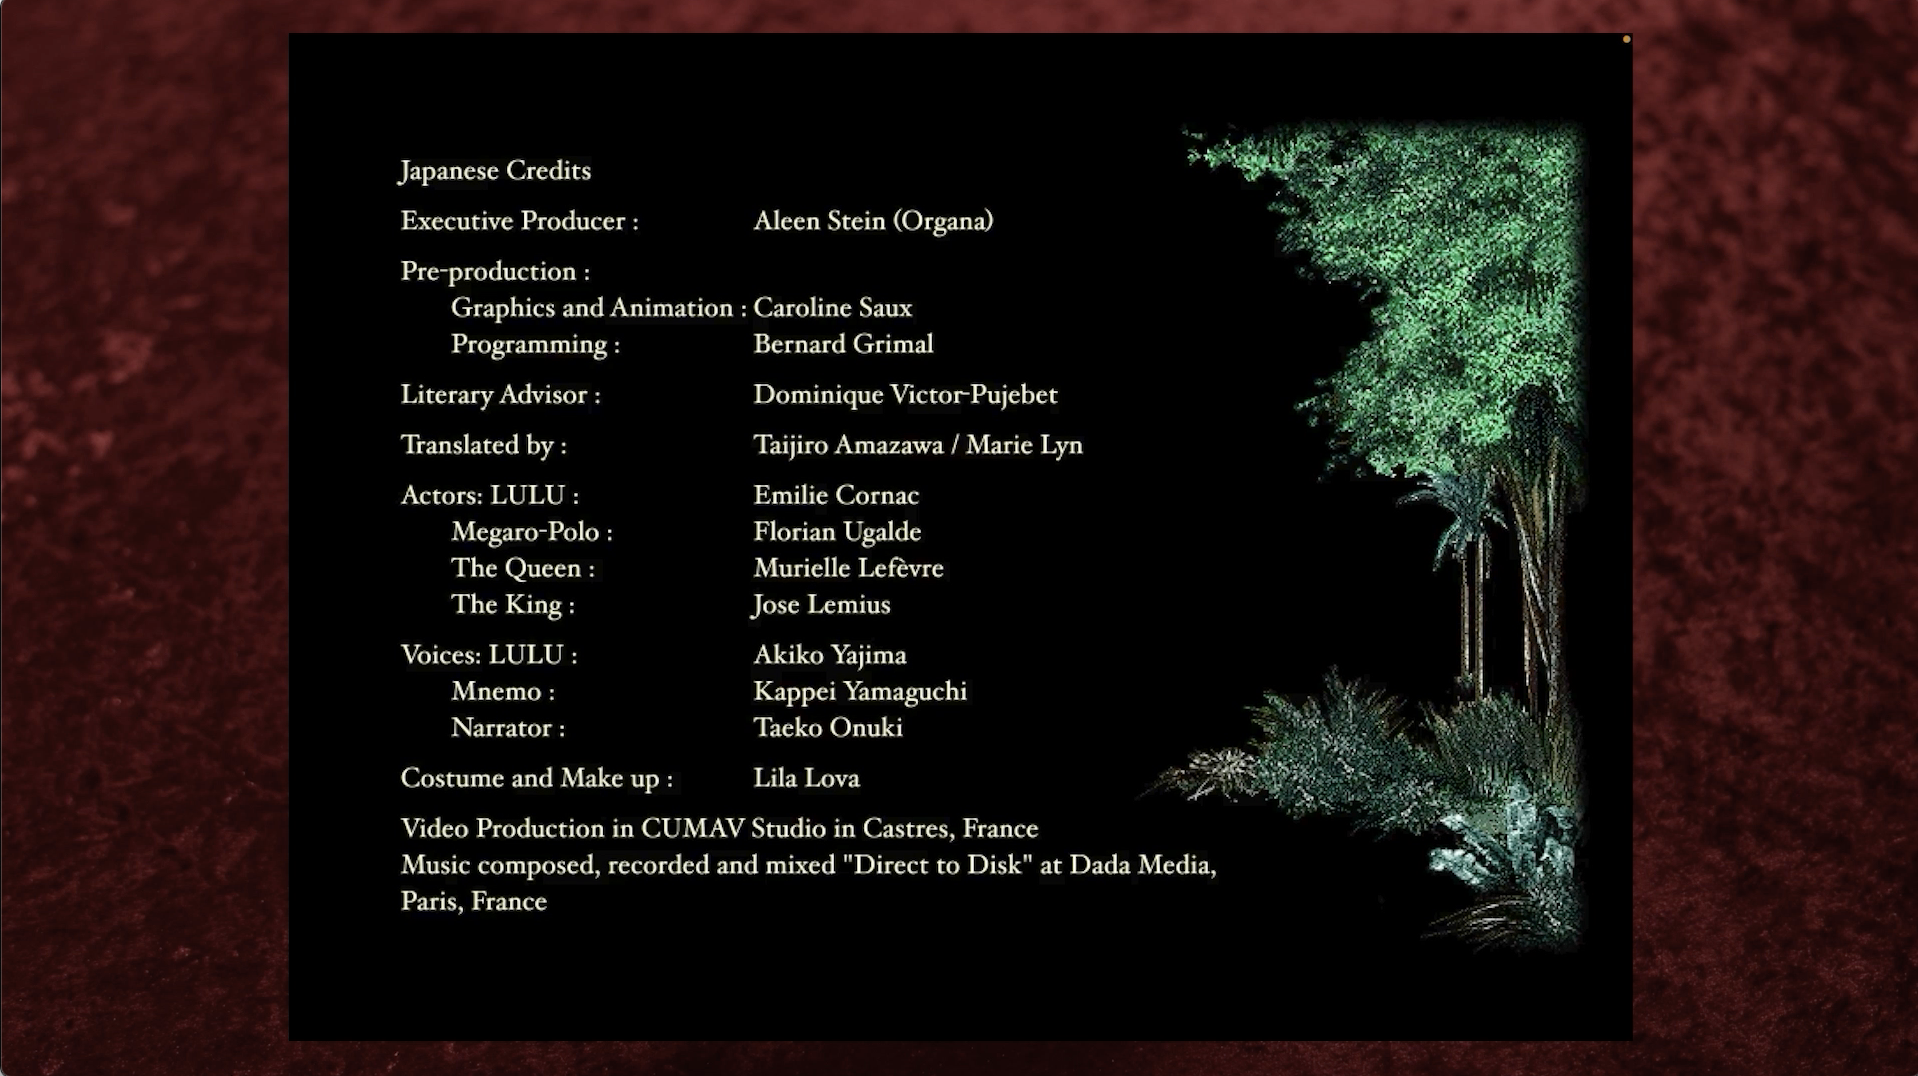 Japanese Credits
Executive Producer : Aleen Stein (Organa)
Pre-production :
Graphics and Animation : Caroline Saux
Programming : Bernard Grimal
Literary Advisor : Dominique Victor-Pujebet
Translated by : Taijiro Amazawa / Marie Lyn
Actors: LULU : Emilie Cornac
Megaro-Polo : Florian Ugalde
The Queen : Murielle Lefèvre
The King : Jose Lemius
Voices: LULU : Akiko Yajima
Mnemo : Kappei Yamaguchi
Narrator : Taeko Onuki
Costume and Make up : Lila Lova
Video Production in CUMAV Studio in Castres, France
Music composed, recorded and mixed "Direct to Disk" at Dada Media,
Paris, France